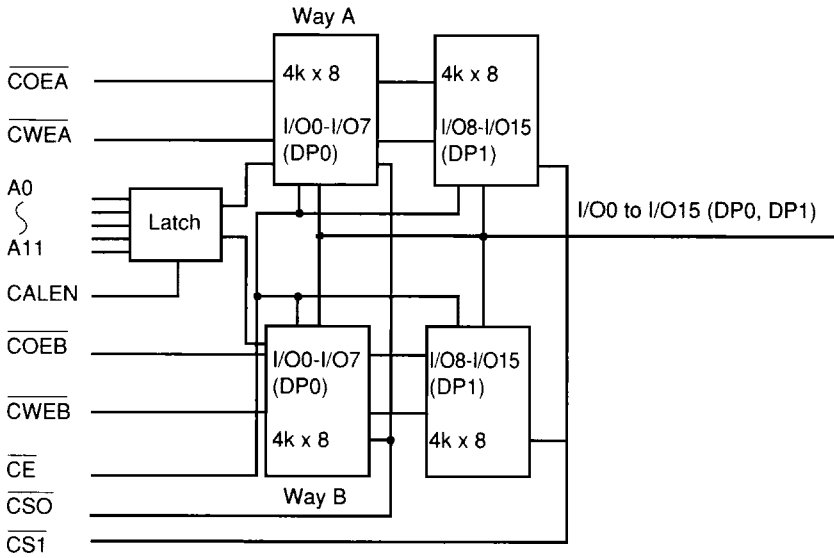 Way A
COEA
CWEA
A0
A11
CALEN
COEB
CWEB
CE
CSO
CS1
Latch
4k x 8
I/O0-I/O7
(DP0)
4k x 8
I/O8-I/O15
(DP1)
I/O0 to I/O15 (DP0, DP1)
I/O0-I/O7
(DP0)
4k x 8
I/O8-I/O15
(DP1)
4k x 8
Way B